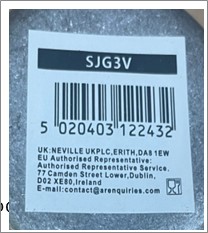 SJG3V
5 020403 122432
UK:NEVILLE UKPLC,ERITH,DA8 1EW
EU Authorised Representative:
Authorised Representative Service,
77 Camden Street Lower,Dublin,
D02 XE80,Ireland
E-mail:contact@arenquiries.com